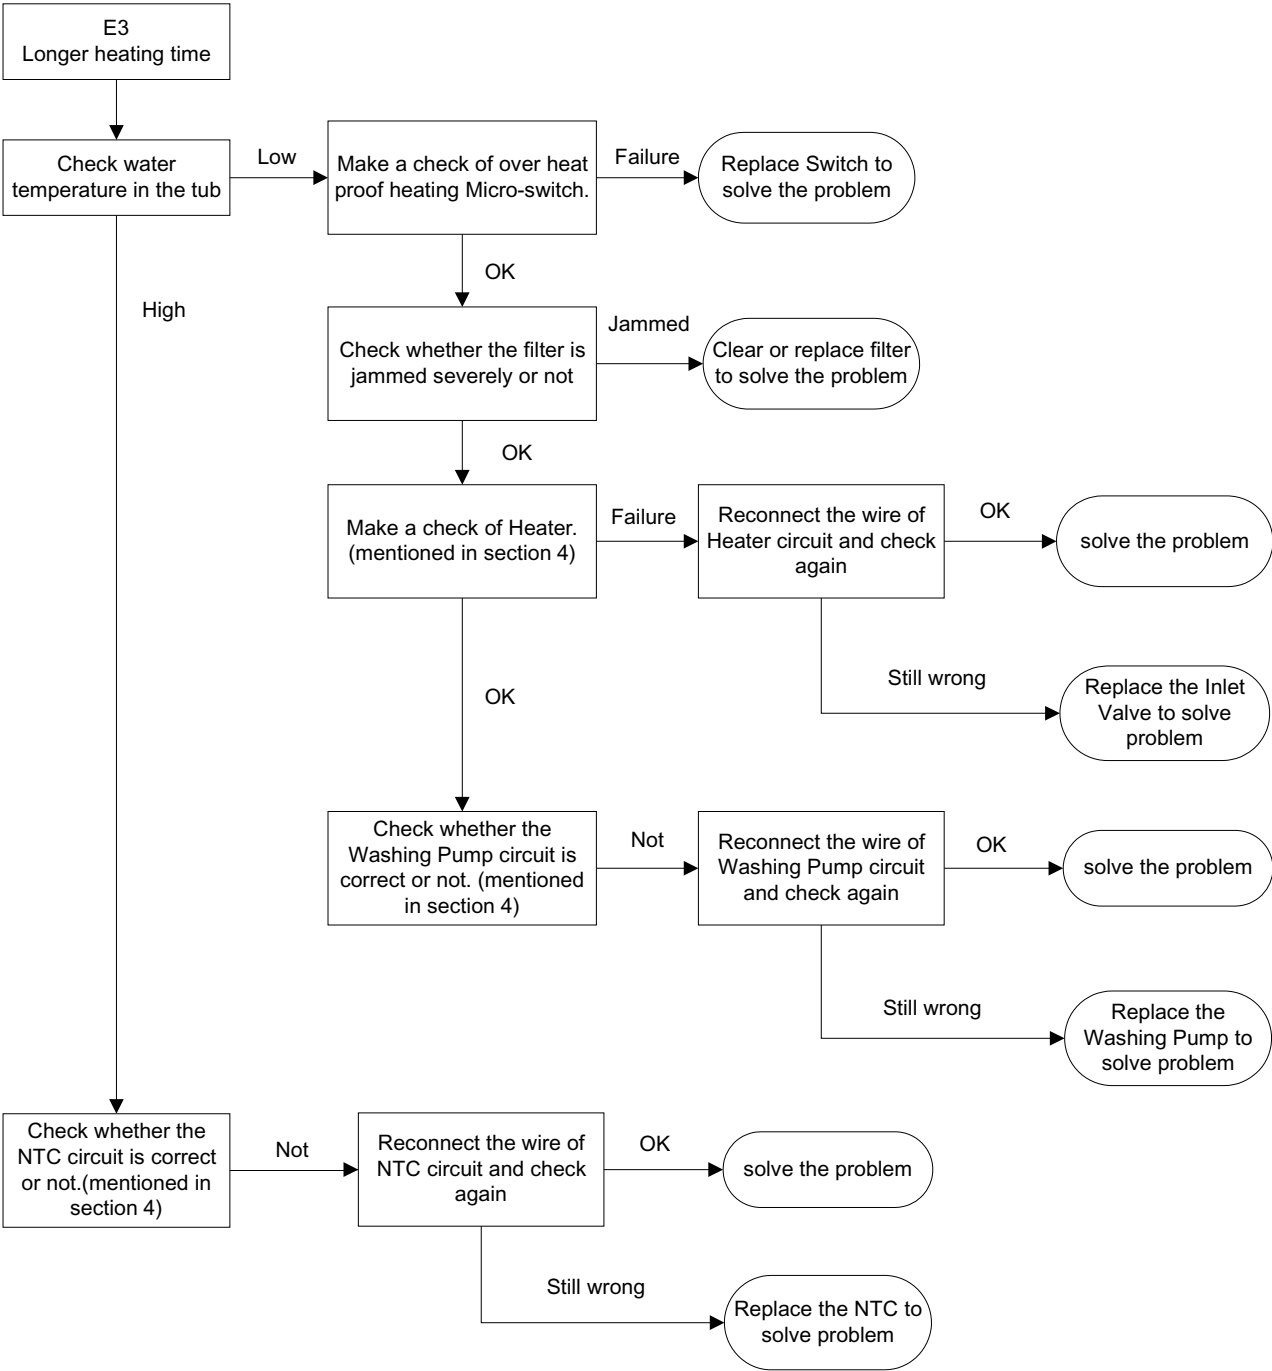 E3
Longer heating time
Check water
temperature in the tub
Low
Make a check of over heat
proof heating Micro-switch.
Failure
Replace Switch to
solve the problem
OK
High
Check whether the filter is
jammed severely or not
Jammed
Clear or replace filter
to solve the problem
OK
Make a check of Heater.
(mentioned in section 4)
Failure
Reconnect the wire of
Heater circuit and check
again
OK
solve the problem
Still wrong
Replace the Inlet
Valve to solve
problem
OK
Check whether the
Washing Pump circuit is
correct or not. (mentioned
in section 4)
Not
Reconnect the wire of
Washing Pump circuit
and check again
OK
solve the problem
Still wrong
Replace the
Washing Pump to
solve problem
Check whether the
NTC circuit is correct
or not.(mentioned in
section 4)
Not
Reconnect the wire of
NTC circuit and check
again
OK
solve the problem
Still wrong
Replace the NTC to
solve problem